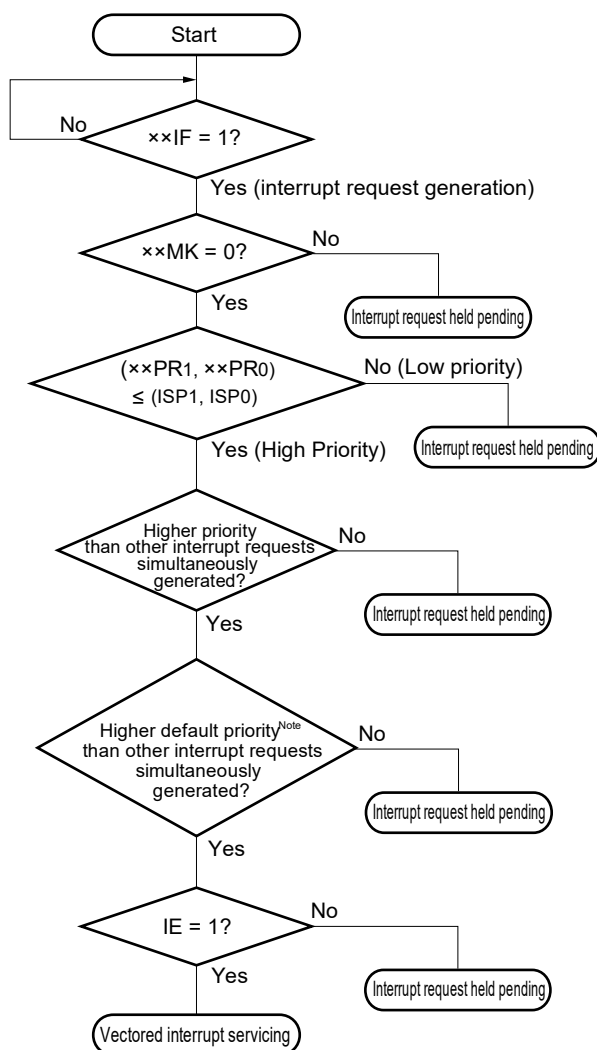 Start
No
××IF = 1?
Yes (interrupt request generation)
××MK = 0?
No
Yes
Interrupt request held pending
(××PR1, ××PR0)
≤ (ISP1, ISP0)
No (Low priority)
Interrupt request held pending
Yes (High Priority)
Higher priority
than other interrupt requests
simultaneously
generated?
No
Interrupt request held pending
Yes
Higher default priorityNote
than other interrupt requests
simultaneously
generated?
No
Interrupt request held pending
Yes
IE = 1?
No
Yes
Interrupt request held pending
Vectored interrupt servicing